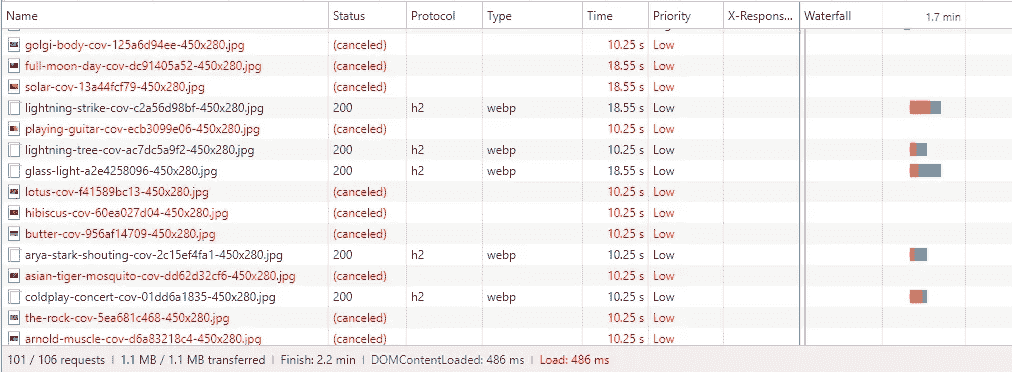 Name Status Protocol Type Time Priority X-Respons... Waterfall 1.7 min
golgi-body-cov-125a6d94ee-450x280.jpg (canceled) 10.25 s Low
full-moon-day-cov-dc91405a52-450x280.jpg (canceled) 18.55 s Low
solar-cov-13a44fcf79-450x280.jpg (canceled) 18.55 s Low
lightning-strike-cov-c2a56d98bf-450x280.jpg 200 h2 webp 18.55 s Low
playing-guitar-cov-ecb3099e06-450x280.jpg (canceled) 10.25 s Low
lightning-tree-cov-ac7dc5a9f2-450x280.jpg 200 h2 webp 10.25 s Low
glass-light-a2e4258096-450x280.jpg 200 h2 webp 18.55 s Low
lotus-cov-f41589bc13-450x280.jpg (canceled) 10.25 s Low
hibiscus-cov-60ea027d04-450x280.jpg (canceled) 10.25 s Low
butter-cov-956af14709-450x280.jpg (canceled) 10.25 s Low
arya-stark-shouting-cov-2c15ef4fa1-450x280.jpg 200 h2 webp 10.25 s Low
asian-tiger-mosquito-cov-dd62d32cf6-450x280.jpg (canceled) 10.25 s Low
coldplay-concert-cov-01dd6a1835-450x280.jpg 200 h2 webp 10.25 s Low
the-rock-cov-5ea681c468-450x280.jpg (canceled) 10.25 s Low
arnold-muscle-cov-d6a83218c4-450x280.jpg (canceled) 10.25 s Low
101 / 106 requests | 1.1 MB / 1.1 MB transferred | Finish: 2.2 min | DOMContentLoaded: 486 ms | Load: 486 ms